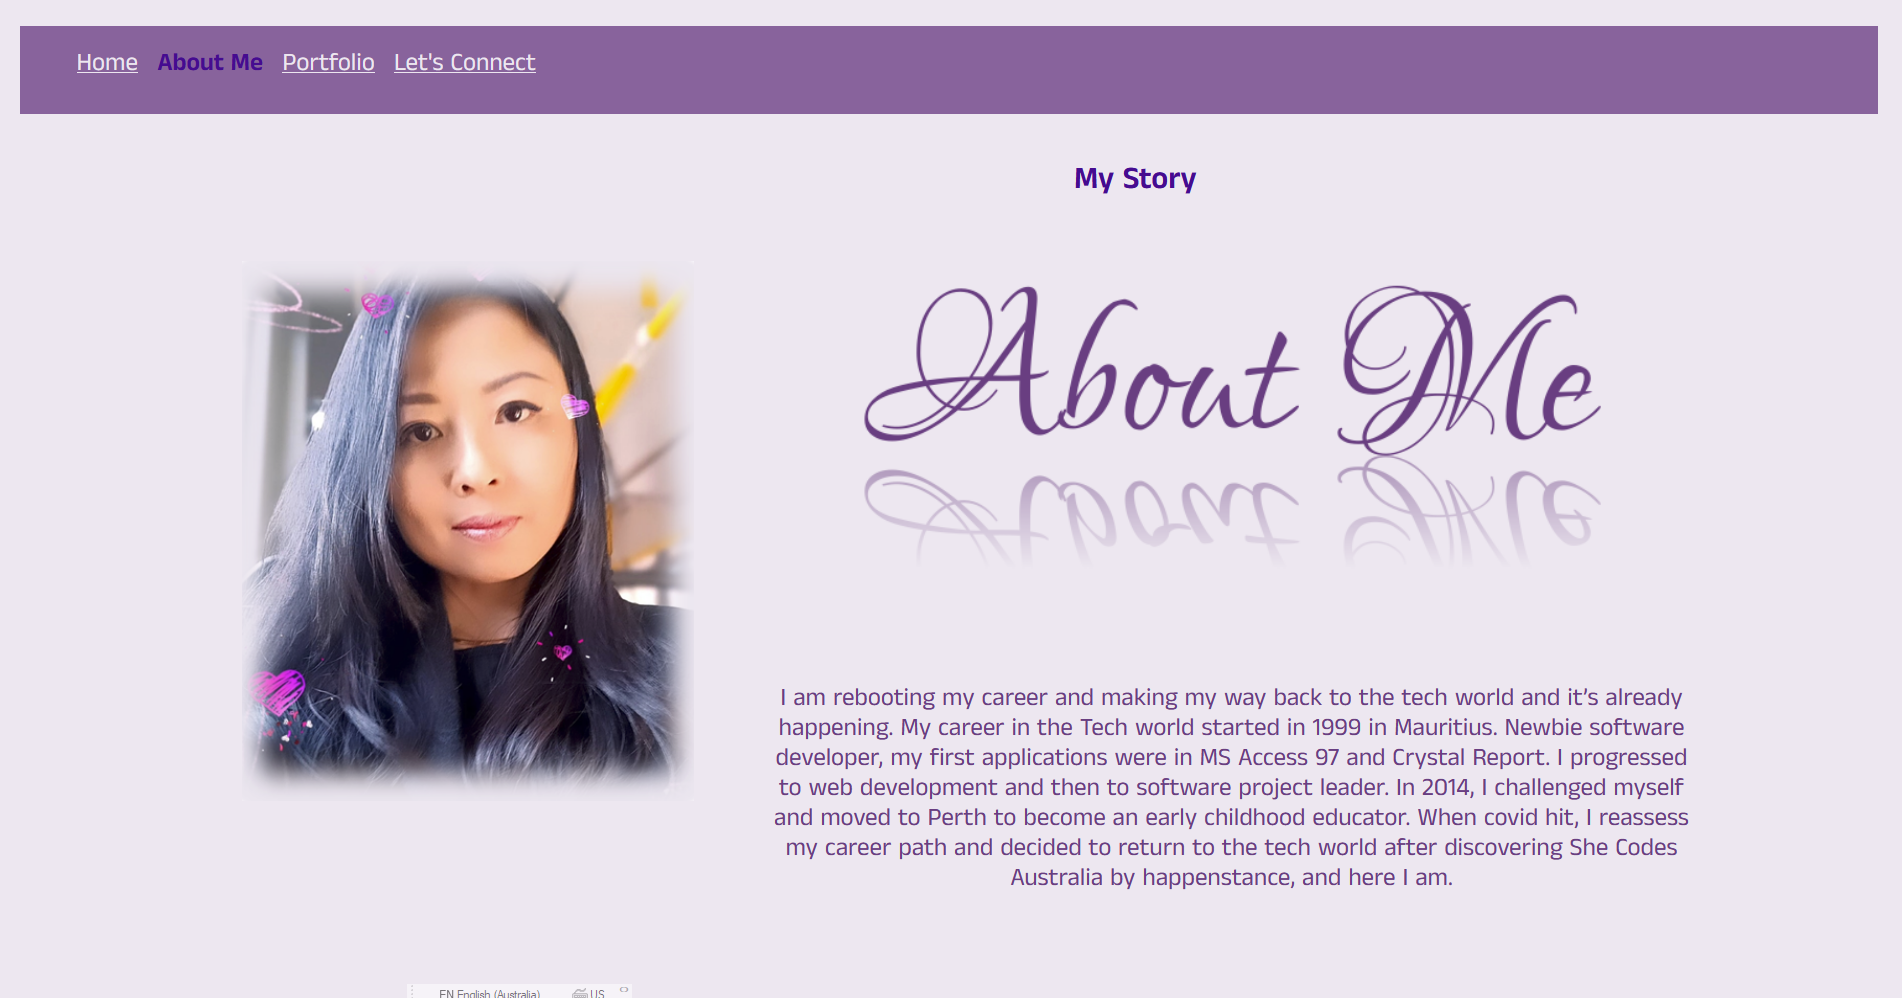 Home About Me Portfolio Let's Connect
My Story
About Me
I am rebooting my career and making my way back to the tech world and it’s already
happening. My career in the Tech world started in 1999 in Mauritius. Newbie software
developer, my first applications were in MS Access 97 and Crystal Report. I progressed
to web development and then to software project leader. In 2014, I challenged myself
and moved to Perth to become an early childhood educator. When covid hit, I reassess
my career path and decided to return to the tech world after discovering She Codes
Australia by happenstance, and here I am.
EN English (Australia) US